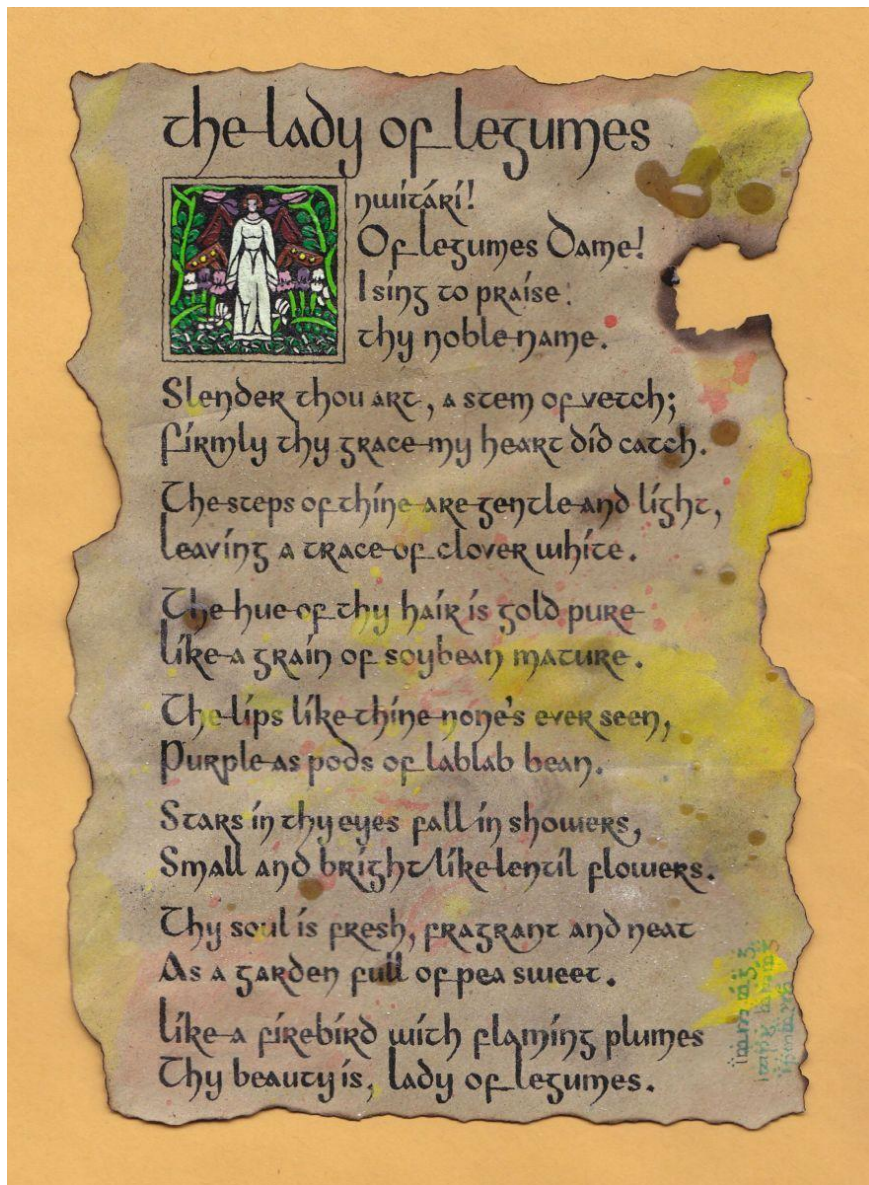 the lady of legumes
nwitári!
Of legumes Dame!
I sing to praise
thy noble name.
Slender thou art, a stem of vetch;
Firmly thy grace my heart did catch.
The steps of thine are gentle and light,
Leaving a trace of clover white.
The hue of thy hair is gold pure
Like a grain of soybean mature.
The lips like thine none's ever seen,
Purple as pods of lablab bean.
Stars in thy eyes fall in showers,
Small and bright like lentil flowers.
Thy soul is fresh, fragrant and neat
As a garden full of pea sweet.
Like a firebird with flaming plumes
Thy beauty is, lady of legumes.